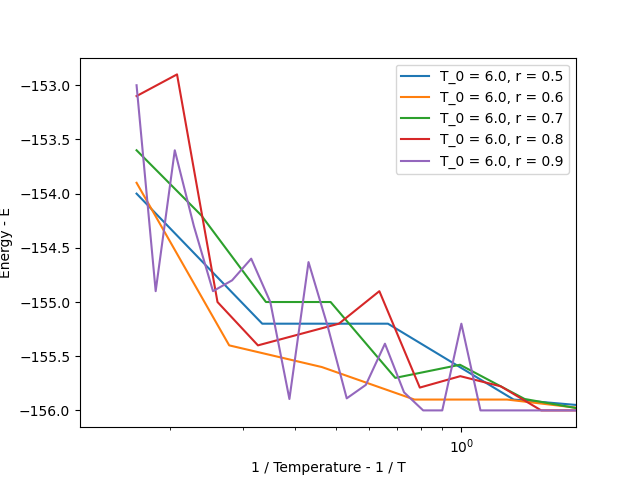 T_0 = 6.0, r = 0.5
T_0 = 6.0, r = 0.6
T_0 = 6.0, r = 0.7
T_0 = 6.0, r = 0.8
T_0 = 6.0, r = 0.9
−153.0
−153.5
−154.0
−154.5
−155.0
−155.5
−156.0
Energy - E
10⁰
1 / Temperature - 1 / T